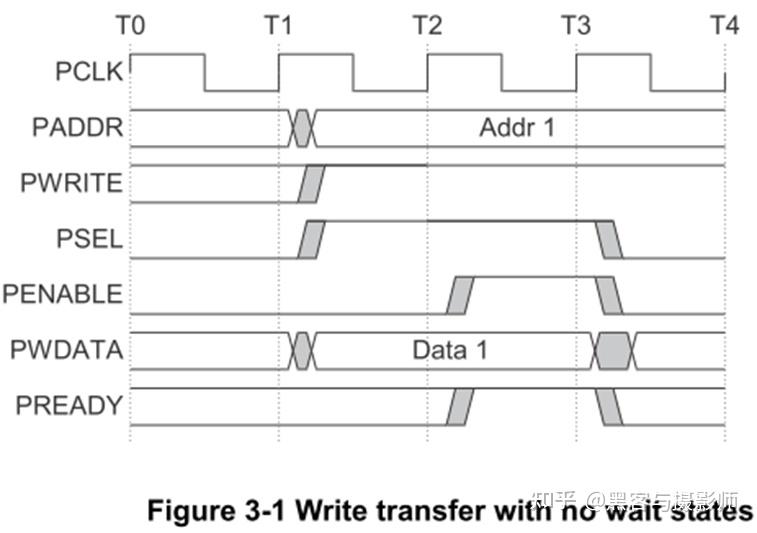 T0 T1 T2 T3 T4
PCLK
PADDR Addr 1
PWRITE
PSEL
PENABLE
PWDATA Data 1
PREADY
知乎 @黑客与摄影师
Figure 3-1 Write transfer with no wait states